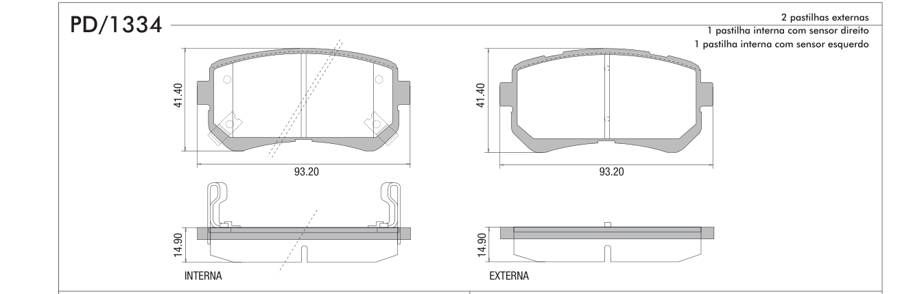 PD/1334
2 pastilhas externas
1 pastilha interna com sensor direito
1 pastilha interna com sensor esquerdo
41.40
93.20
41.40
93.20
14.90
INTERNA
14.90
EXTERNA